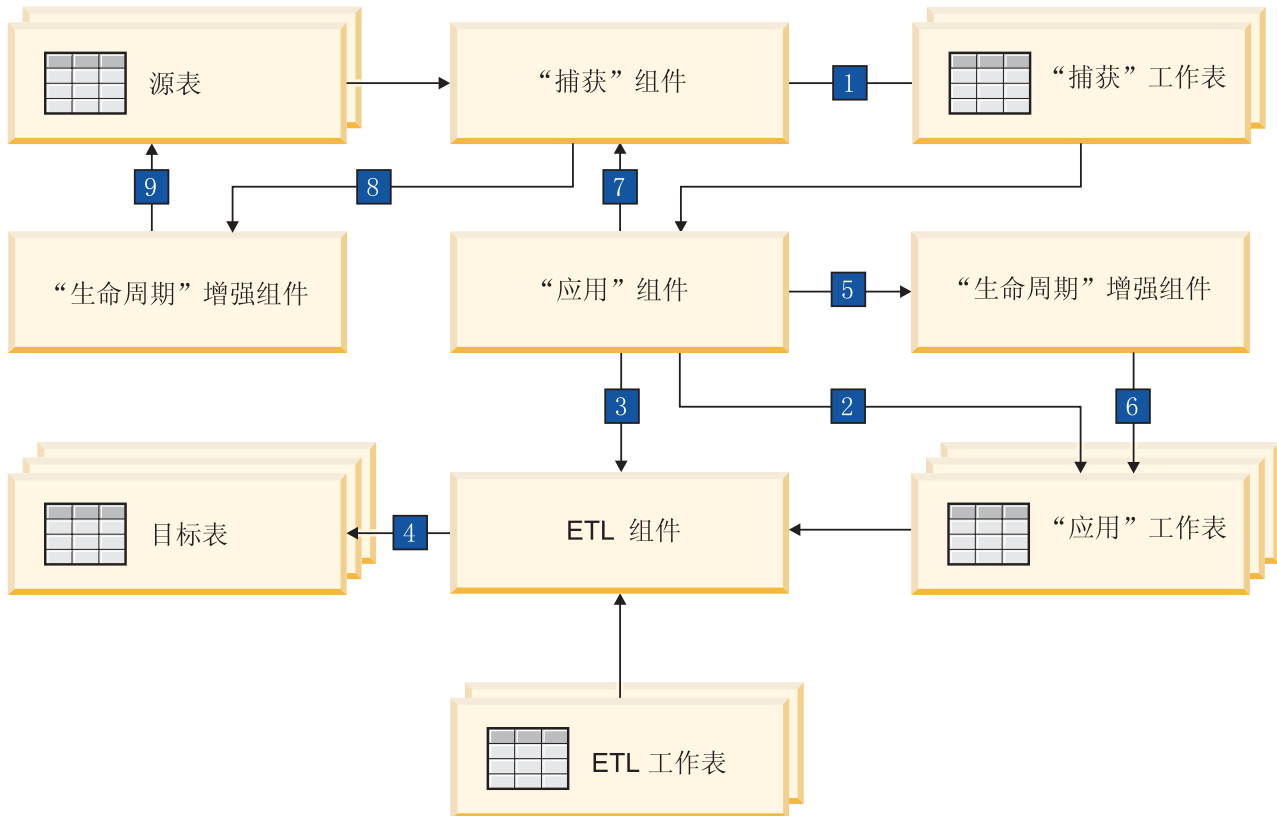 源表
“捕获”组件
1
“捕获”工作表
9
8
7
“生命周期”增强组件
“应用”组件
5
“生命周期”增强组件
3
2
6
目标表
4
ETL 组件
“应用”工作表
ETL 工作表